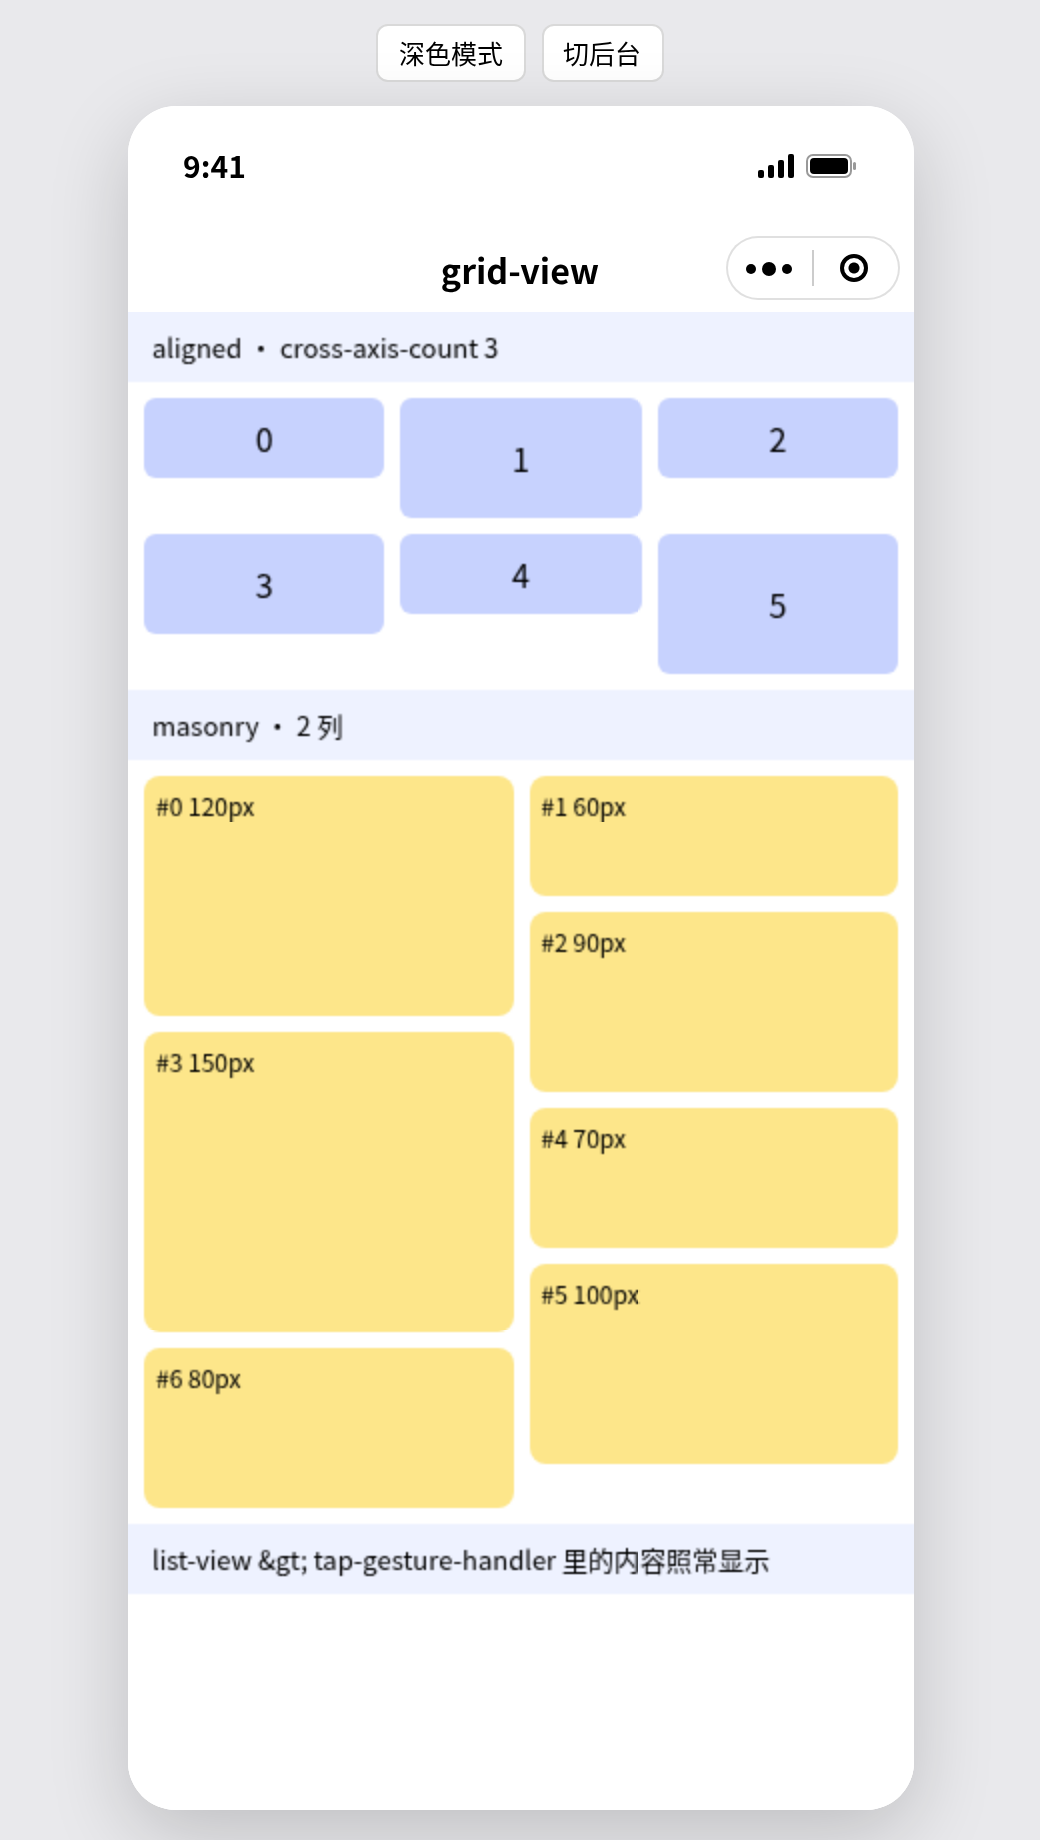 深色模式 切后台
9:41
grid-view
aligned · cross-axis-count 3
0 1 2
3 4 5
masonry · 2 列
#0 120px #1 60px
#2 90px
#3 150px
#4 70px
#5 100px
#6 80px
list-view &gt; tap-gesture-handler 里的内容照常显示